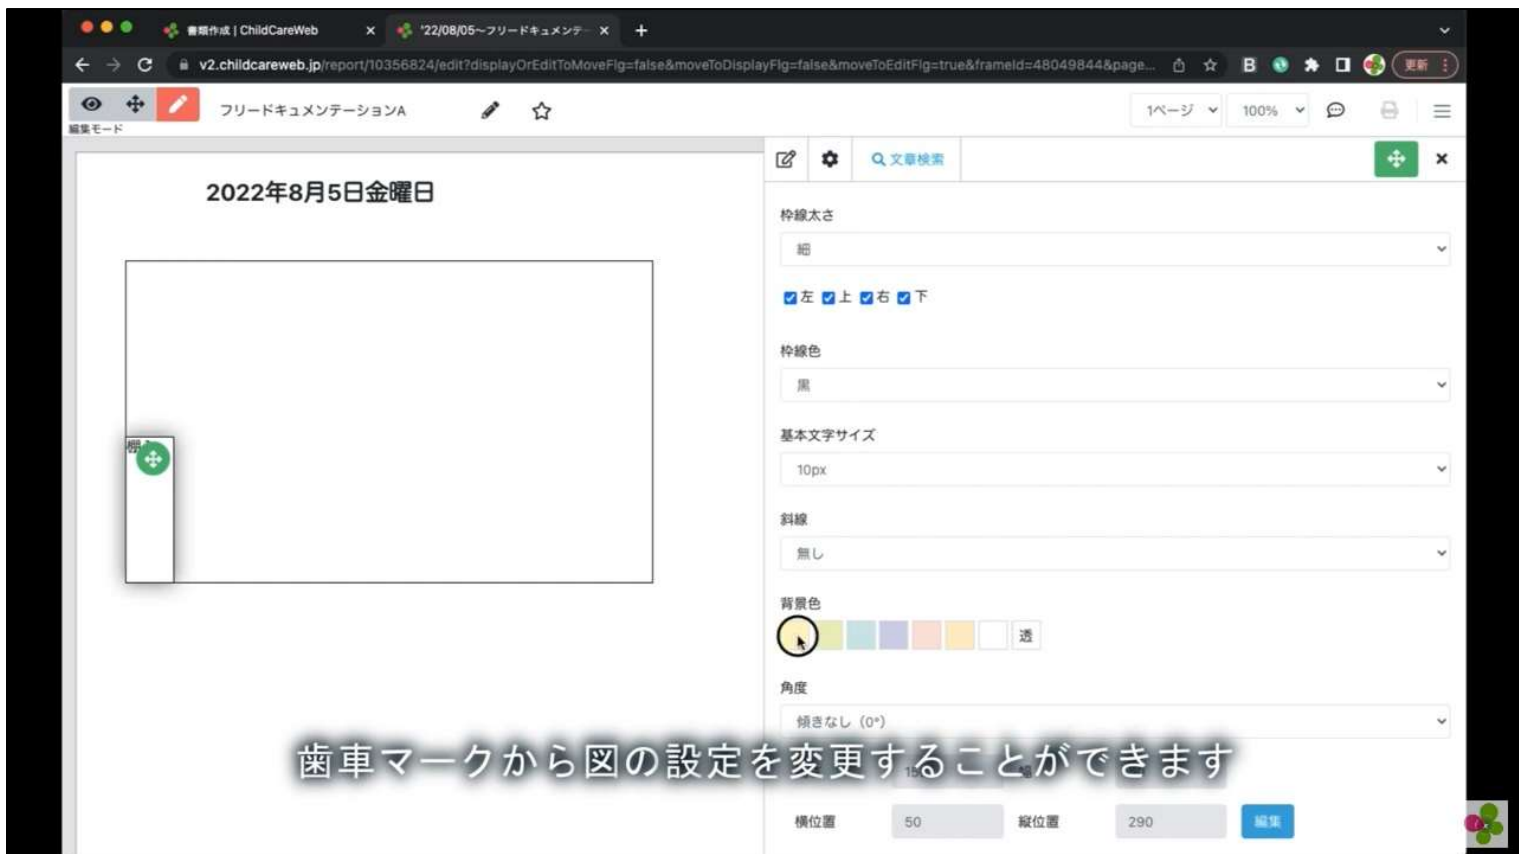 書類作成 | ChildCareWeb
'22/08/05～フリードキュメンテ
v2.childcareweb.jp/report/10356824/edit?displayOrEditToMoveFlg=false&moveToDisplayFlg=false&moveToEditFlg=true&frameId=48049844&page...
B
更新
編集モード
フリードキュメンテーションA
1ページ
100%
文章検索
2022年8月5日金曜日
枠線太さ
細
左 上 右 下
枠線色
黒
基本文字サイズ
10px
棚
斜線
無し
背景色
透
角度
傾きなし (0°)
歯車マークから図の設定を変更することができます
横位置 50 縦位置 290 編集